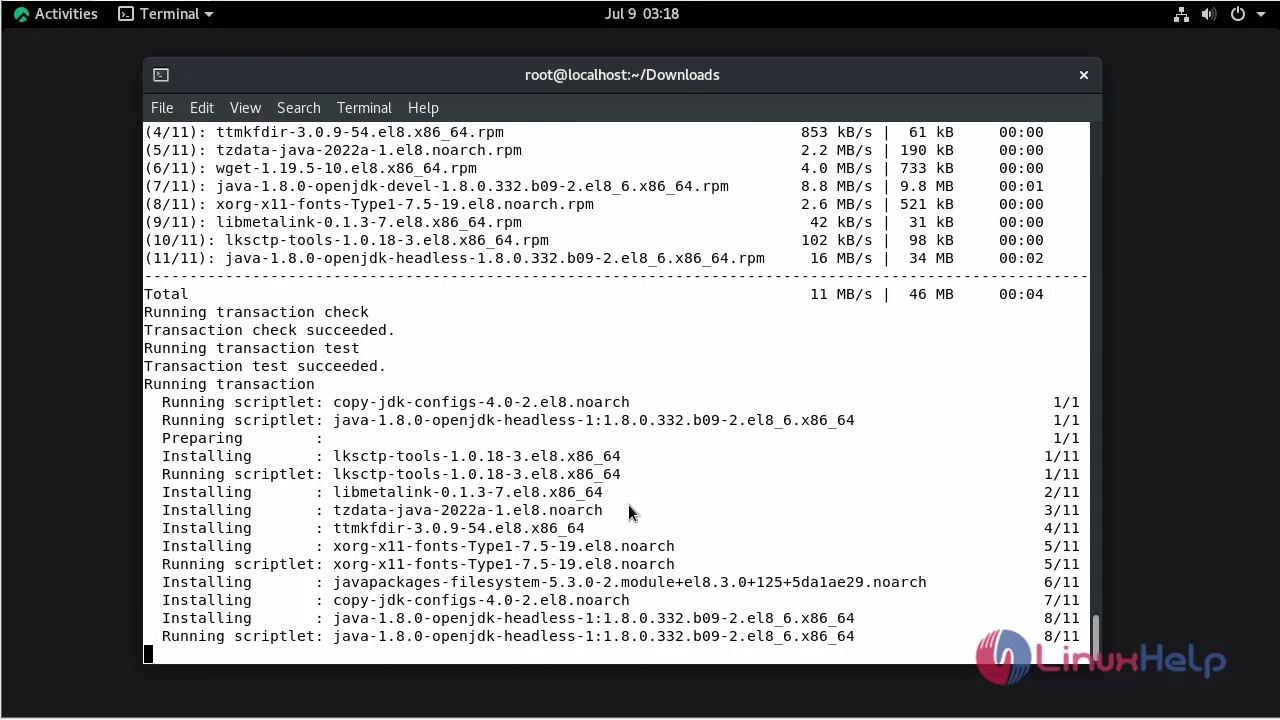 Activities Terminal Jul 9 03:18
root@localhost:~/Downloads ×
File Edit View Search Terminal Help
(4/11): ttmkfdir-3.0.9-54.el8.x86_64.rpm 853 kB/s | 61 kB 00:00
(5/11): tzdata-java-2022a-1.el8.noarch.rpm 2.2 MB/s | 190 kB 00:00
(6/11): wget-1.19.5-10.el8.x86_64.rpm 4.0 MB/s | 733 kB 00:00
(7/11): java-1.8.0-openjdk-devel-1.8.0.332.b09-2.el8_6.x86_64.rpm 8.8 MB/s | 9.8 MB 00:01
(8/11): xorg-x11-fonts-Type1-7.5-19.el8.noarch.rpm 2.6 MB/s | 521 kB 00:00
(9/11): libmetalink-0.1.3-7.el8.x86_64.rpm 42 kB/s | 31 kB 00:00
(10/11): lksctp-tools-1.0.18-3.el8.x86_64.rpm 102 kB/s | 98 kB 00:00
(11/11): java-1.8.0-openjdk-headless-1.8.0.332.b09-2.el8_6.x86_64.rpm 16 MB/s | 34 MB 00:02
---------------------------------------------------------------------------------------------------------
Total 11 MB/s | 46 MB 00:04
Running transaction check
Transaction check succeeded.
Running transaction test
Transaction test succeeded.
Running transaction
Running scriptlet: copy-jdk-configs-4.0-2.el8.noarch 1/1
Running scriptlet: java-1.8.0-openjdk-headless-1:1.8.0.332.b09-2.el8_6.x86_64 1/1
Preparing : 1/1
Installing : lksctp-tools-1.0.18-3.el8.x86_64 1/11
Running scriptlet: lksctp-tools-1.0.18-3.el8.x86_64 1/11
Installing : libmetalink-0.1.3-7.el8.x86_64 2/11
Installing : tzdata-java-2022a-1.el8.noarch 3/11
Installing : ttmkfdir-3.0.9-54.el8.x86_64 4/11
Installing : xorg-x11-fonts-Type1-7.5-19.el8.noarch 5/11
Running scriptlet: xorg-x11-fonts-Type1-7.5-19.el8.noarch 5/11
Installing : javapackages-filesystem-5.3.0-2.module+el8.3.0+125+5da1ae29.noarch 6/11
Installing : copy-jdk-configs-4.0-2.el8.noarch 7/11
Installing : java-1.8.0-openjdk-headless-1:1.8.0.332.b09-2.el8_6.x86_64 8/11
Running scriptlet: java-1.8.0-openjdk-headless-1:1.8.0.332.b09-2.el8_6.x86_64 8/11
LinuxHelp